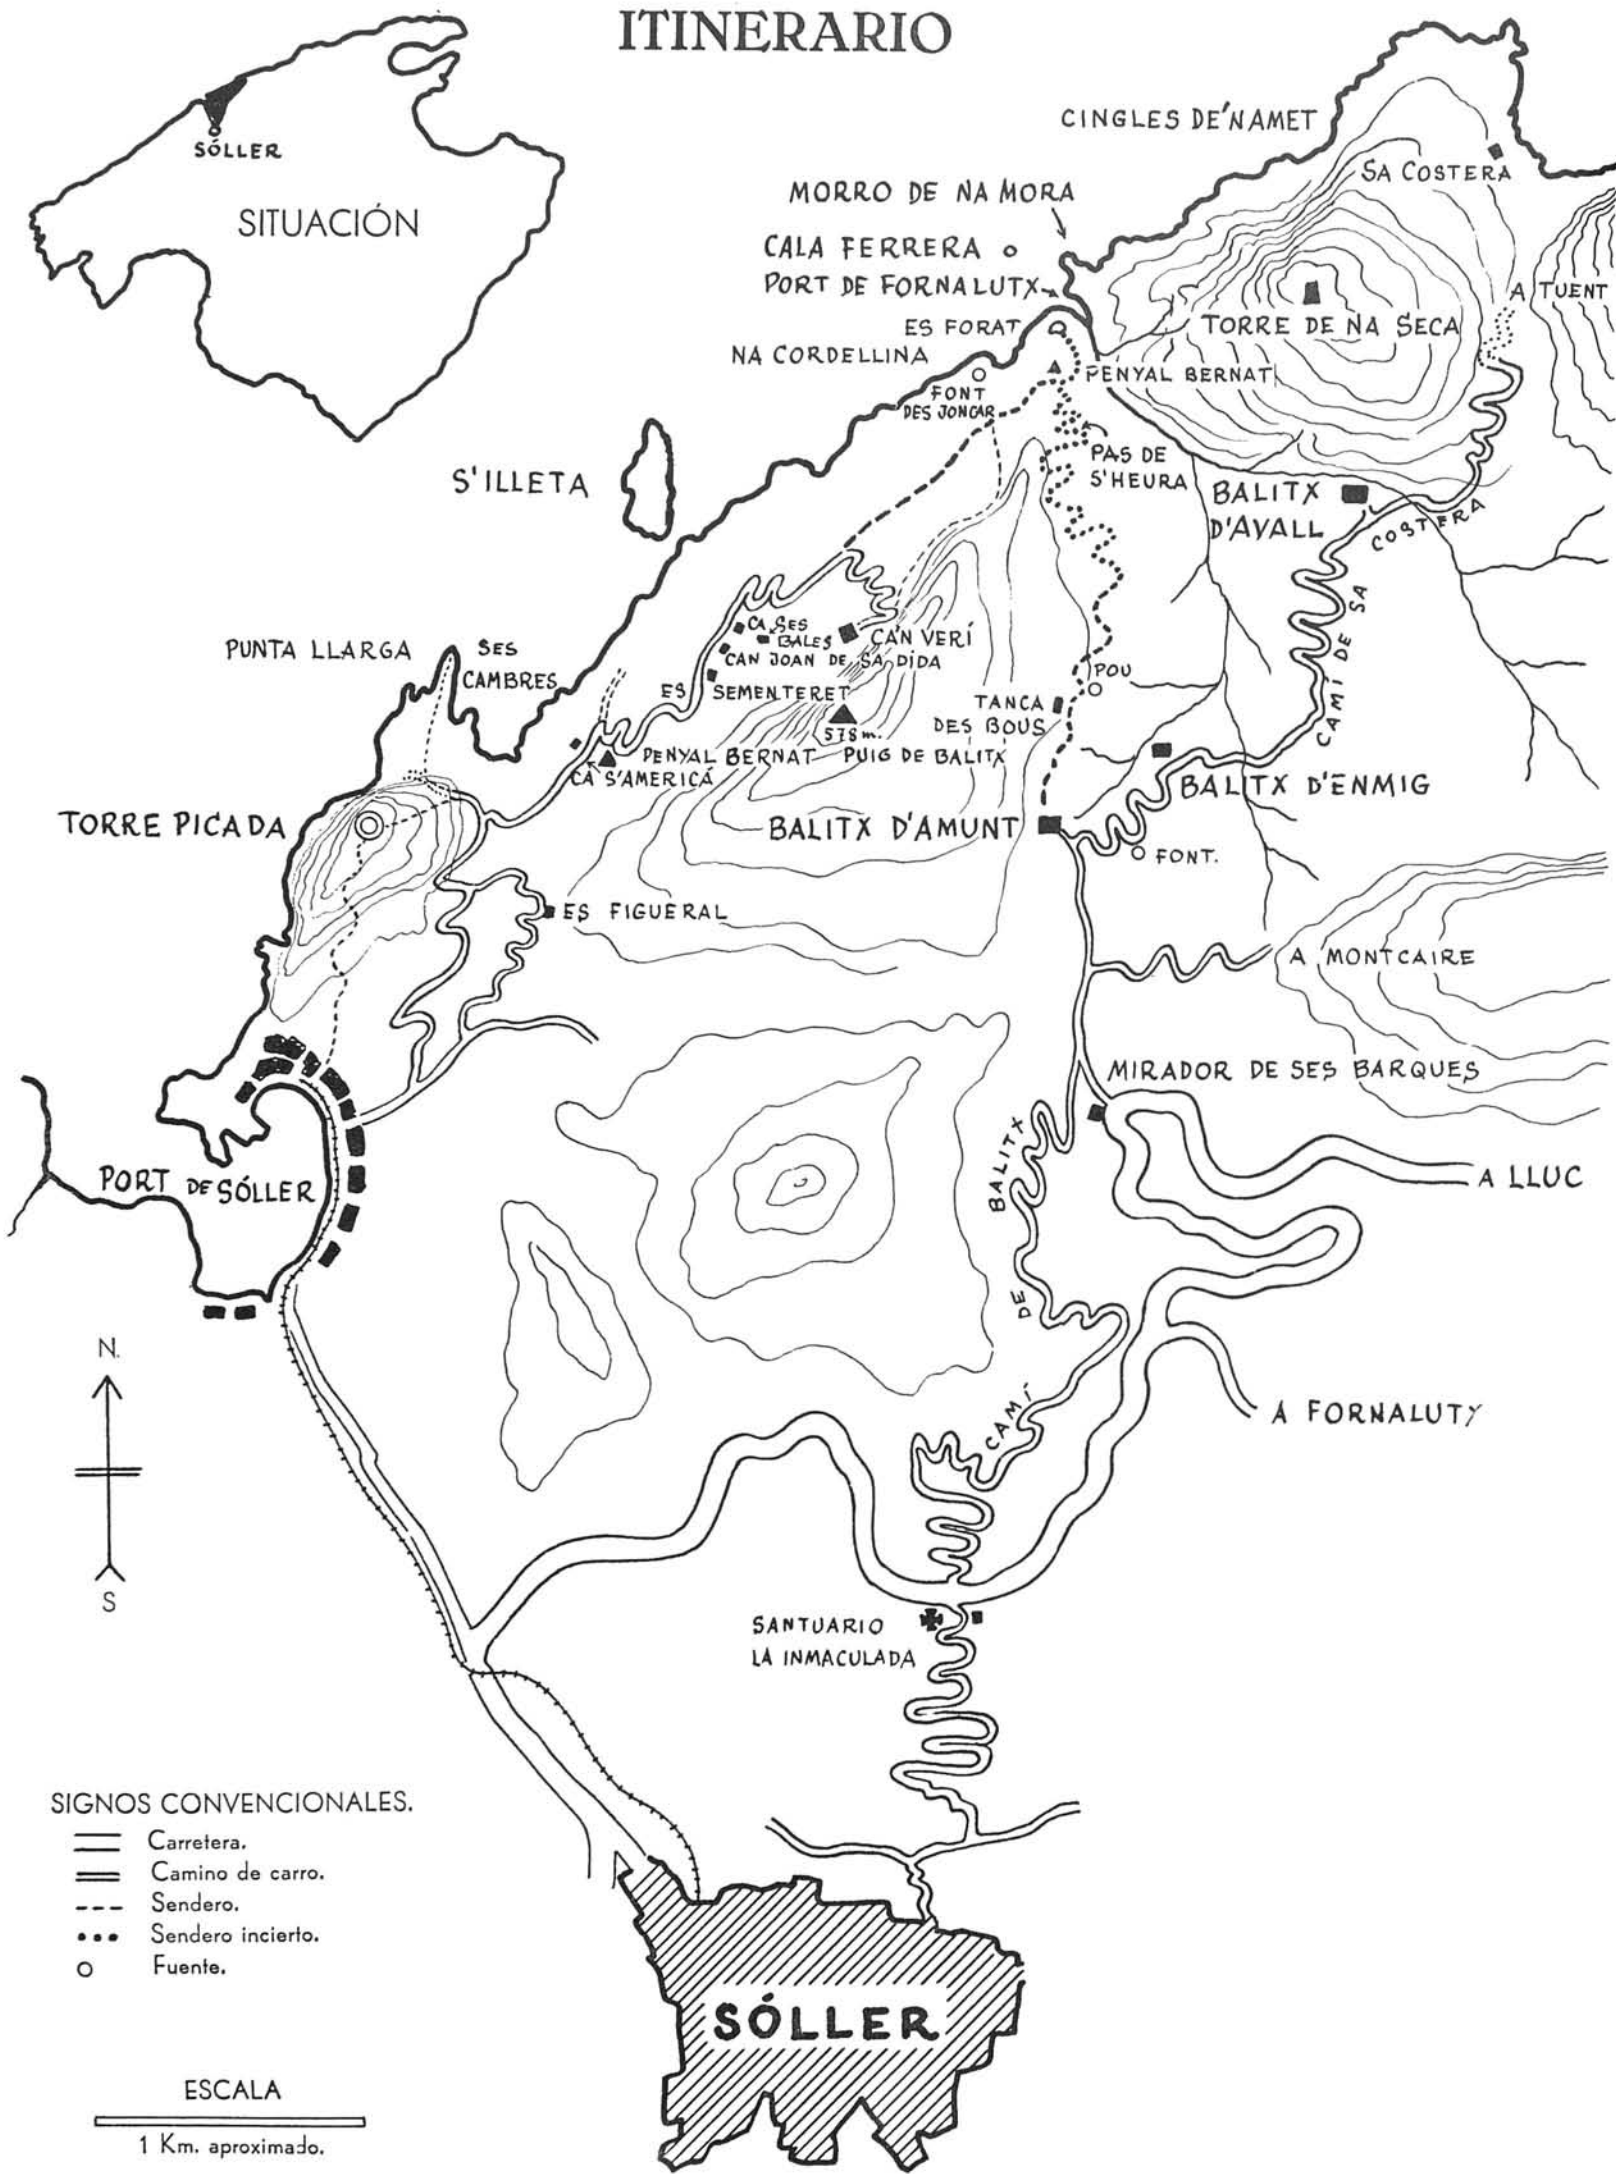 ITINERARIO
SÓLLER
SITUACIÓN
CINGLES DE'NAMET
SA COSTERA
MORRO DE NA MORA
CALA FERRERA o
PORT DE FORNALUTX
A TUENT
ES FORAT
TORRE DE NA SECA
NA CORDELLINA
PENYAL BERNAT
FONT
DES JONCAR
S'ILLETA
PAS DE
S'HEURA
BALITX
D'AVALL
CAMÍ DE SA COSTERA
PUNTA LLARGA
SES
CAMBRES
CA SES
BALES
CA'N VERÍ
CAN JOAN DE SA DIDA
ES SEMENTERET
POU
TANCA
DES BOUS
578 m.
PENYAL BERNAT
PUIG DE BALITX
CA S'AMERICÁ
BALITX D'ENMIG
TORRE PICADA
BALITX D'AMUNT
FONT.
ES FIGUERAL
A MONTCAIRE
MIRADOR DE SES BARQUES
PORT DE SÓLLER
A LLUC
CAMÍ DE BALITX
N.
S
A FORNALUTY
SANTUARIO
LA INMACULADA
SIGNOS CONVENCIONALES.
Carretera.
Camino de carro.
Sendero.
Sendero incierto.
Fuente.
SÓLLER
ESCALA
1 Km. aproximado.